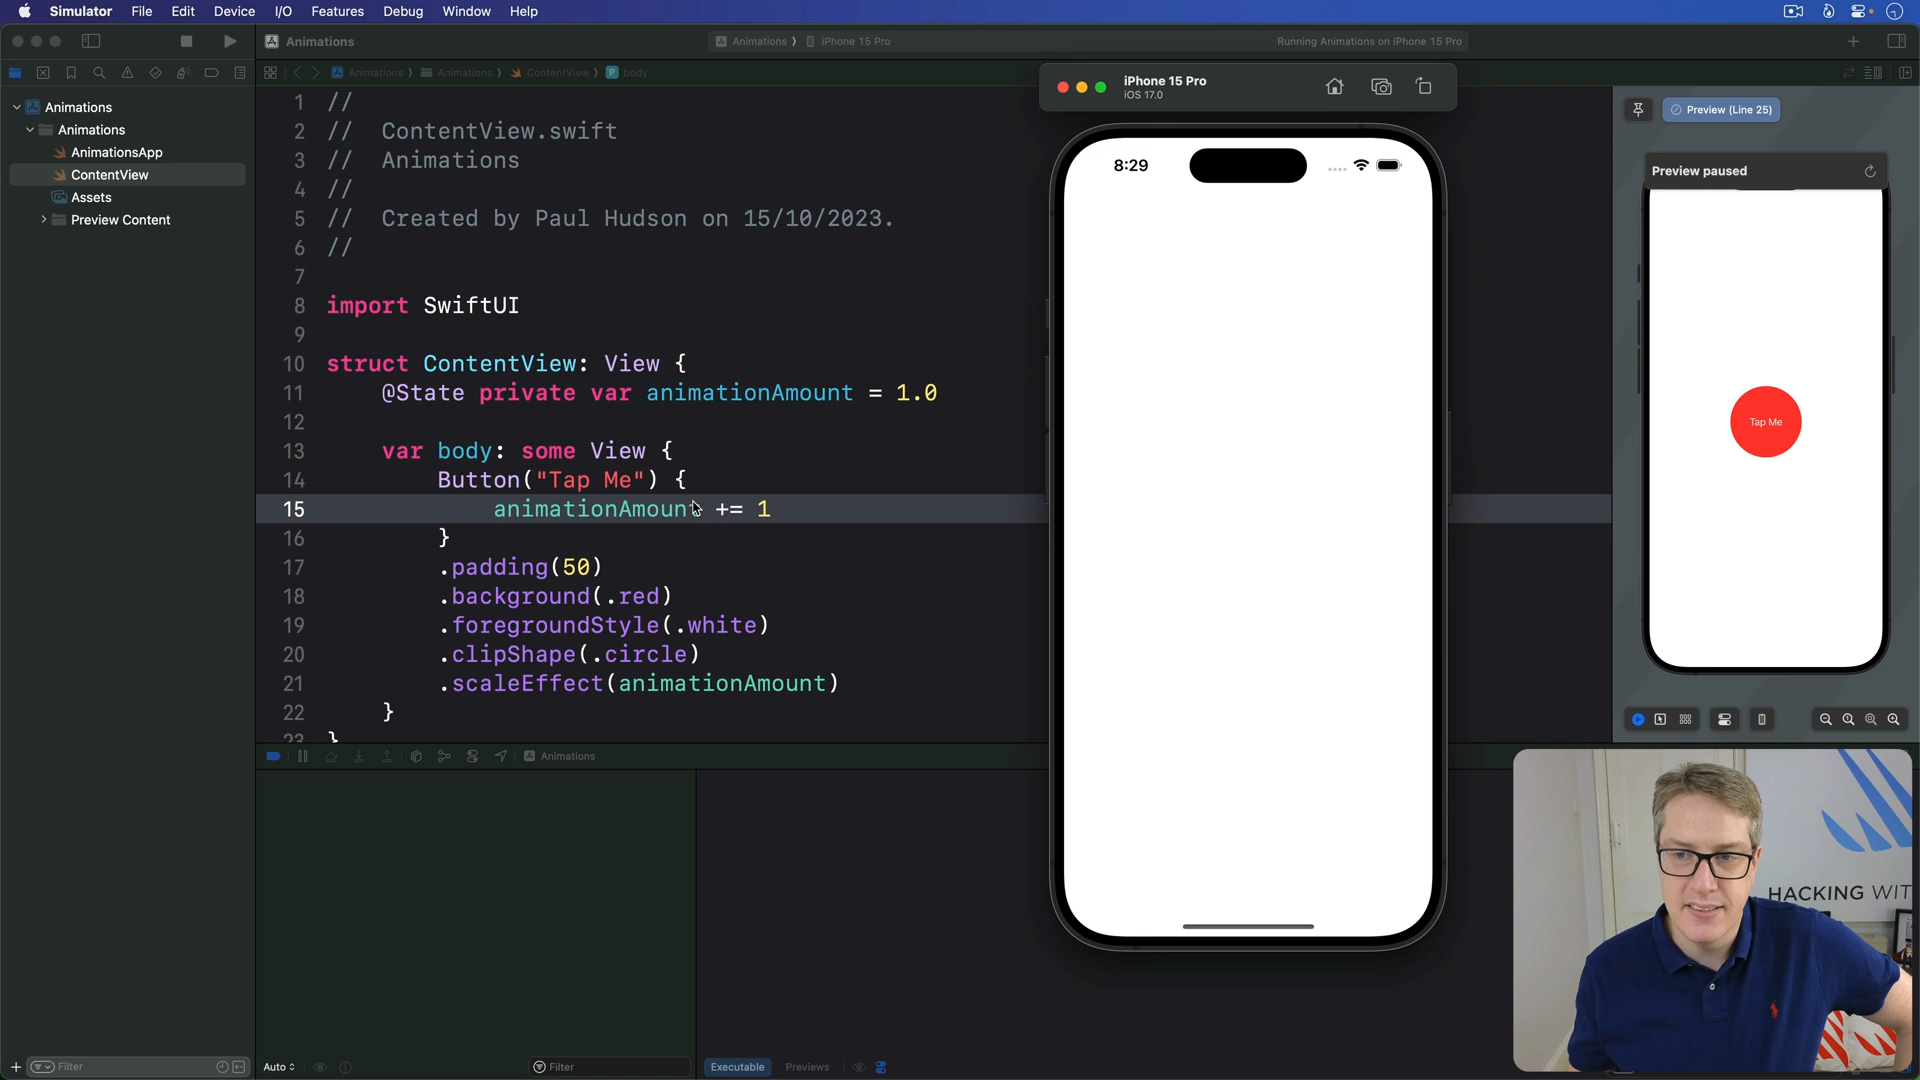 Simulator File Edit Device I/O Features Debug Window Help
Animations
Animations iPhone 15 Pro
Running Animations on iPhone 15 Pro
Animations Animations ContentView body
Animations
Animations
AnimationsApp
ContentView
Assets
Preview Content
1 //
2 // ContentView.swift
3 // Animations
4 //
5 // Created by Paul Hudson on 15/10/2023.
6 //
7
8 import SwiftUI
9
10 struct ContentView: View {
11 @State private var animationAmount = 1.0
12
13 var body: some View {
14 Button("Tap Me") {
15 animationAmount += 1
16 }
17 .padding(50)
18 .background(.red)
19 .foregroundStyle(.white)
20 .clipShape(.circle)
21 .scaleEffect(animationAmount)
22 }
23 }
iPhone 15 Pro
iOS 17.0
8:29
Preview (Line 25)
Preview paused
Tap Me
Animations
HACKING WIT
Filter
Auto
Filter
Executable
Previews